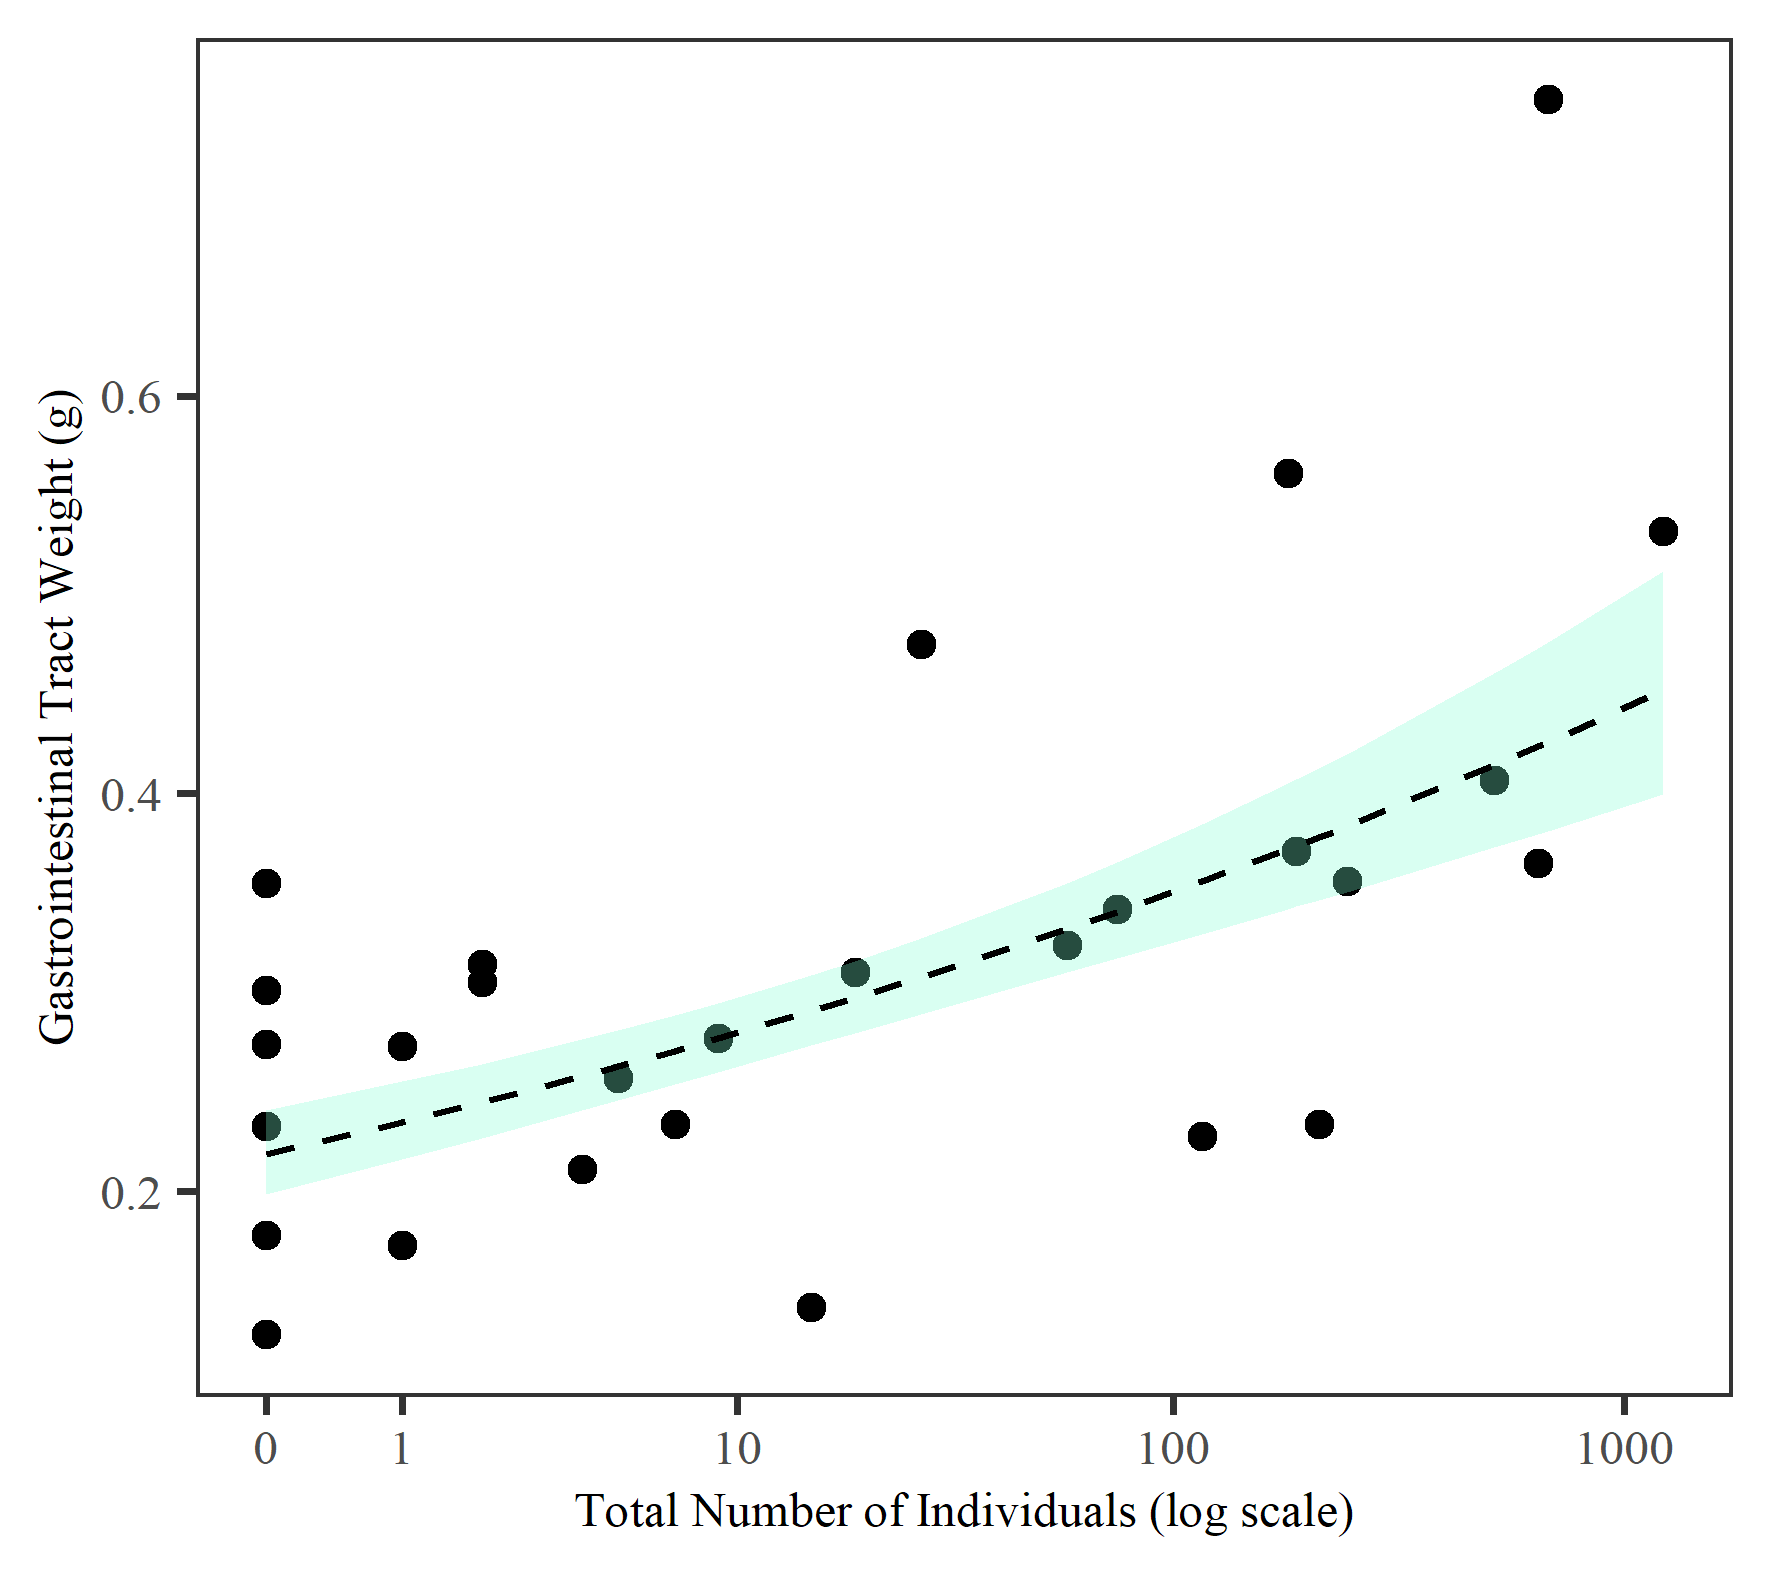 Gastrointestinal Tract Weight (g)
0.6
0.4
0.2
0 1 10 100 1000
Total Number of Individuals (log scale)